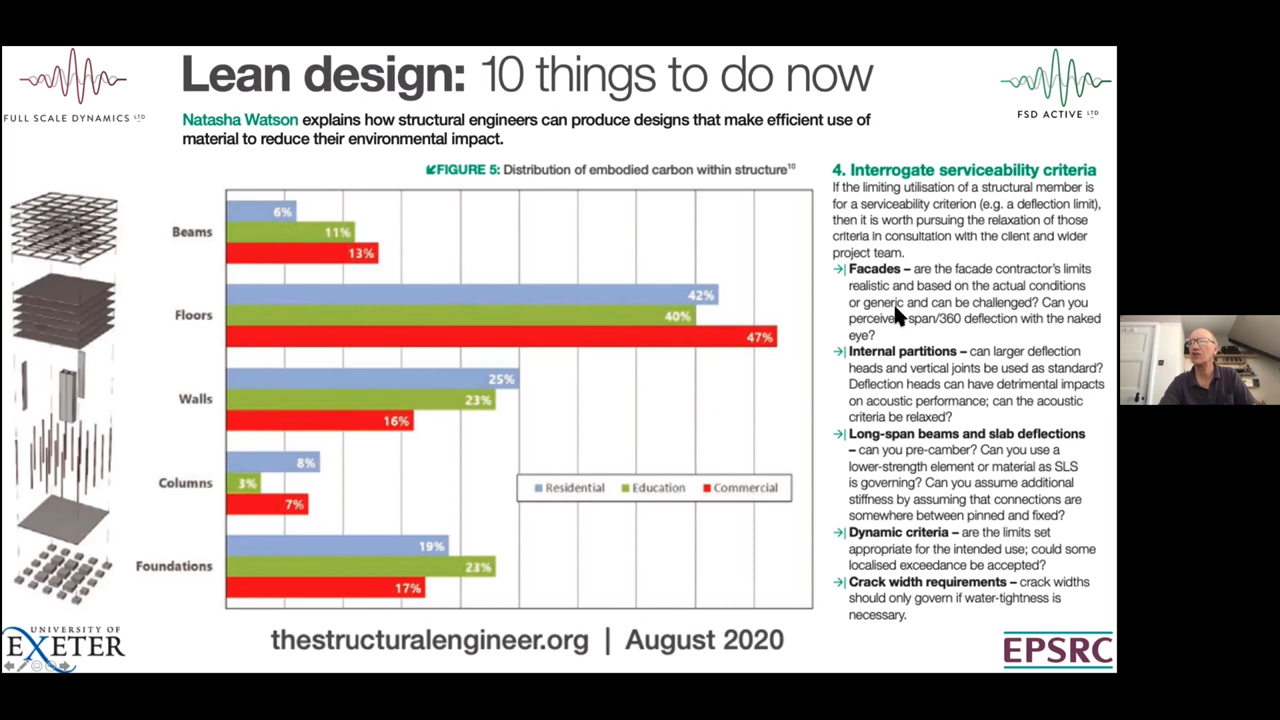 Lean design: 10 things to do now
FULL SCALE DYNAMICS LTD
FSD ACTIVE LTD
Natasha Watson explains how structural engineers can produce designs that make efficient use of
material to reduce their environmental impact.
FIGURE 5: Distribution of embodied carbon within structure10
Beams
6%
11%
13%
Floors
42%
40%
47%
Walls
25%
23%
16%
Columns
8%
3%
7%
Residential Education Commercial
Foundations
19%
23%
17%
4. Interrogate serviceability criteria
If the limiting utilisation of a structural member is
for a serviceability criterion (e.g. a deflection limit),
then it is worth pursuing the relaxation of those
criteria in consultation with the client and wider
project team.
Facades – are the facade contractor's limits
realistic and based on the actual conditions
or generic and can be challenged? Can you
perceive span/360 deflection with the naked
eye?
Internal partitions – can larger deflection
heads and vertical joints be used as standard?
Deflection heads can have detrimental impacts
on acoustic performance; can the acoustic
criteria be relaxed?
Long-span beams and slab deflections
– can you pre-camber? Can you use a
lower-strength element or material as SLS
is governing? Can you assume additional
stiffness by assuming that connections are
somewhere between pinned and fixed?
Dynamic criteria – are the limits set
appropriate for the intended use; could some
localised exceedance be accepted?
Crack width requirements – crack widths
should only govern if water-tightness is
necessary.
UNIVERSITY OF
EXETER
thestructuralengineer.org | August 2020
EPSRC